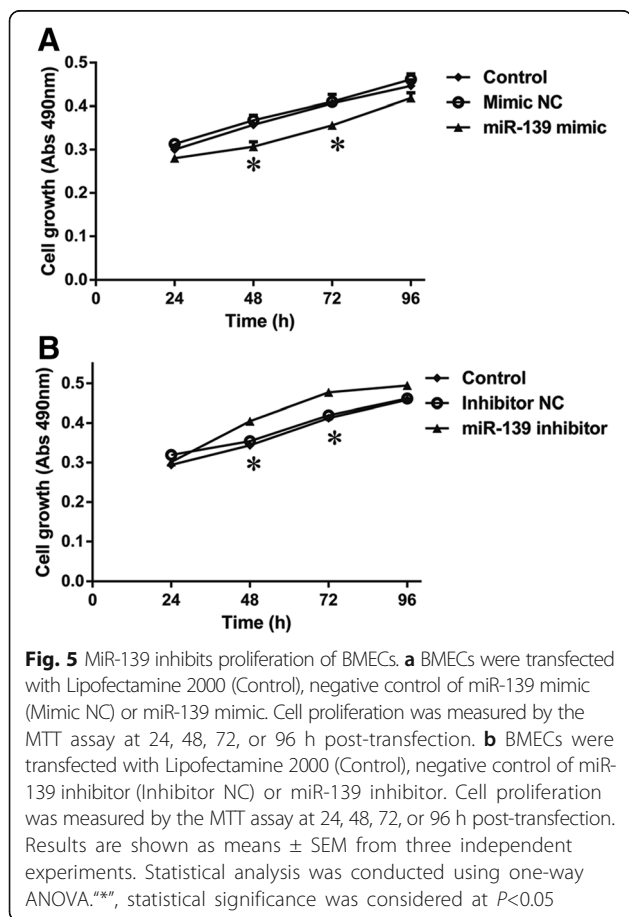 A
Cell growth (Abs 490nm)
0.5
0.4
0.3
0.2
0.1
0.0
0
24
48
72
96
Time (h)
*
*
Control
Mimic NC
miR-139 mimic
B
Cell growth (Abs 490nm)
0.5
0.4
0.3
0.2
0.1
0.0
0
24
48
72
96
Time (h)
*
*
Control
Inhibitor NC
miR-139 inhibitor
Fig. 5 MiR-139 inhibits proliferation of BMECs. a BMECs were transfected
with Lipofectamine 2000 (Control), negative control of miR-139 mimic
(Mimic NC) or miR-139 mimic. Cell proliferation was measured by the
MTT assay at 24, 48, 72, or 96 h post-transfection. b BMECs were
transfected with Lipofectamine 2000 (Control), negative control of miR-
139 inhibitor (Inhibitor NC) or miR-139 inhibitor. Cell proliferation
was measured by the MTT assay at 24, 48, 72, or 96 h post-transfection.
Results are shown as means ± SEM from three independent
experiments. Statistical analysis was conducted using one-way
ANOVA.“*”, statistical significance was considered at P<0.05